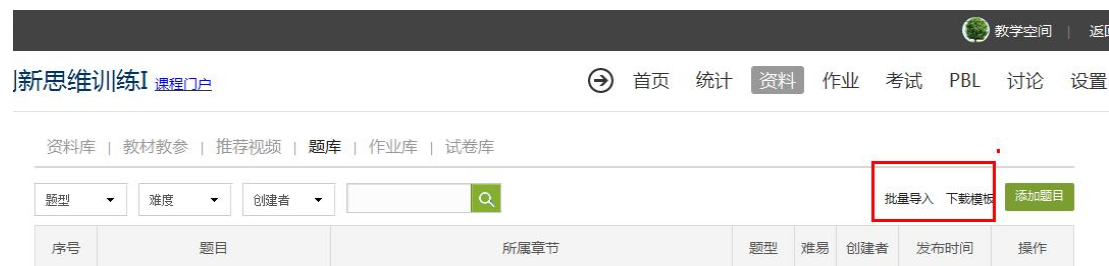 教学空间 | 返回
新思维训练I 课程门户 首页 统计 资料 作业 考试 PBL 讨论 设置
资料库 | 教材教参 | 推荐视频 | 题库 | 作业库 | 试卷库
题型 难度 创建者 批量导入 下载模板 添加题目
序号 题目 所属章节 题型 难易 创建者 发布时间 操作